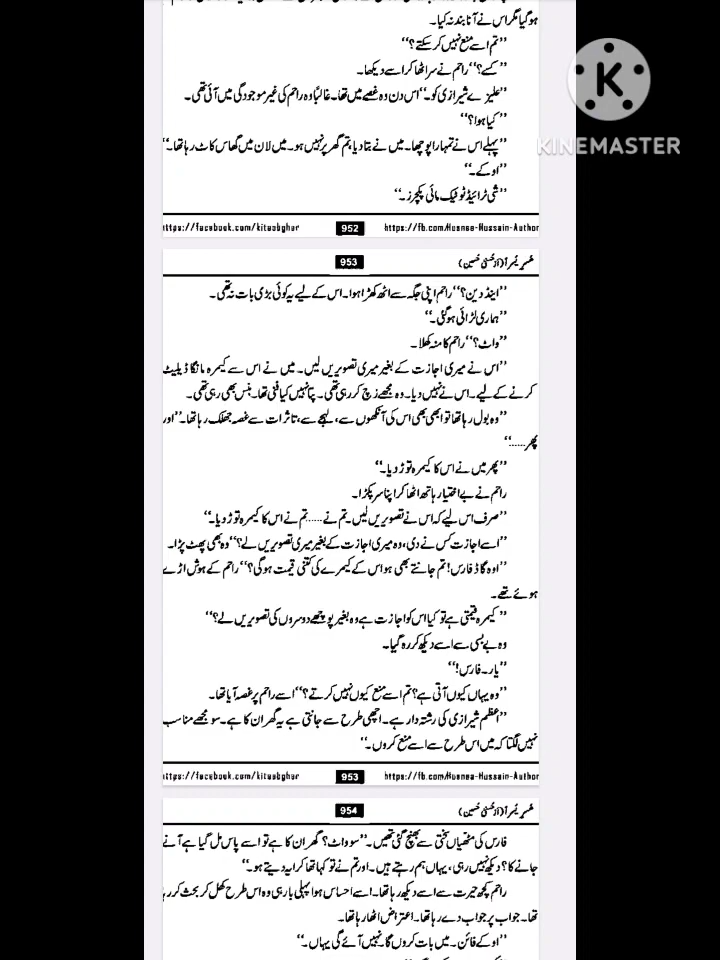 ہو گیا مگر اس نے آنا بند نہ کیا۔
”تم اسے منع نہیں کر سکتے؟“
”کسے؟“ راحم نے سر اٹھا کر اسے دیکھا۔
”علیزے شیرازی کو۔“ اس دن وہ غصے میں تھا۔ غالباً وہ راحم کی غیر موجودگی میں آئی تھی۔
”کیا ہوا؟“
”پہلے اس نے تمہارا پوچھا۔ میں نے بتا دیا، تم گھر پر نہیں ہو۔ میں لان میں گھاس کاٹ رہا تھا۔“
”اوکے۔“
”شی ٹرائیڈ ٹو ٹیک مائی پکچرز۔“
KINEMASTER
https://facebook.com/kitaabghar 952 https://fb.com/Husnaa-Hussain-Author
953 عُسرِ یُسرا (از حُسنیٰ حُسین)
”اینڈ دین؟“ راحم اپنی جگہ سے اٹھ کھڑا ہوا۔ اس کے لیے یہ کوئی بڑی بات نہ تھی۔
”ہماری لڑائی ہو گئی۔“
”واٹ؟“ راحم کا منہ کھلا۔
”اس نے میری اجازت کے بغیر میری تصویریں لیں۔ میں نے اس سے کیمرہ مانگا ڈیلیٹ
کرنے کے لیے۔ اس نے نہیں دیا۔ وہ مجھے زچ کر رہی تھی۔ پتا نہیں کیا فنی تھا۔ ہنس بھی رہی تھی۔
”وہ بول رہا تھا تو ابھی بھی اس کی آنکھوں سے، لہجے سے، تاثرات سے غصہ جھلک رہا تھا۔“ اور
پھر.....“
”پھر میں نے اس کا کیمرہ توڑ دیا۔“
راحم نے بے اختیار ہاتھ اٹھا کر اپنا سر پکڑا۔
”صرف اس لیے کہ اس نے تصویریں لیں۔ تم نے..... تم نے اس کا کیمرہ توڑ دیا۔“
”اسے اجازت کس نے دی، وہ میری اجازت کے بغیر میری تصویریں لے؟“ وہ بھی پھٹ پڑا۔
”اوہ گاڈ فارس! تم جانتے بھی ہو اس کے کیمرے کی کتنی قیمت ہو گی؟“ راحم کے ہوش اڑے
ہوئے تھے۔
”کیمرہ قیمتی ہے تو کیا اس کو اجازت ہے وہ بغیر پوچھے دوسروں کی تصویریں لے؟“
وہ بے بسی سے اسے دیکھ کر رہ گیا۔
”یار۔ فارس!“
”وہ یہاں کیوں آتی ہے؟ تم اسے منع کیوں نہیں کرتے؟“ اسے راحم پر غصہ آیا تھا۔
”اعظم شیرازی کی رشتہ دار ہے۔ اچھی طرح سے جانتی ہے یہ گھر ان کا ہے۔ سو مجھے مناسب
نہیں لگتا کہ میں اس طرح سے اسے منع کروں۔“
https://facebook.com/kitaabghar 953 https://fb.com/Husnaa-Hussain-Author
954 عُسرِ یُسرا (از حُسنیٰ حُسین)
فارس کی مٹھیاں سختی سے بھینچ گئی تھیں۔ ”سو واٹ؟ گھر ان کا ہے تو اسے پاس مل گیا ہے آنے
جانے کا؟ دیکھ نہیں رہی، یہاں ہم رہتے ہیں۔ اور تم نے تو کہا تھا کرایہ دیتے ہو۔“
راحم کچھ حیرت سے اسے دیکھ رہا تھا۔ اسے احساس ہوا پہلی بار ہی وہ اس طرح کھل کر بحث کر رہا
تھا۔ جواب پر جواب دے رہا تھا۔ اعتراض اٹھا رہا تھا۔
”اوکے فائن۔ میں بات کروں گا۔ نہیں آئے گی یہاں۔“